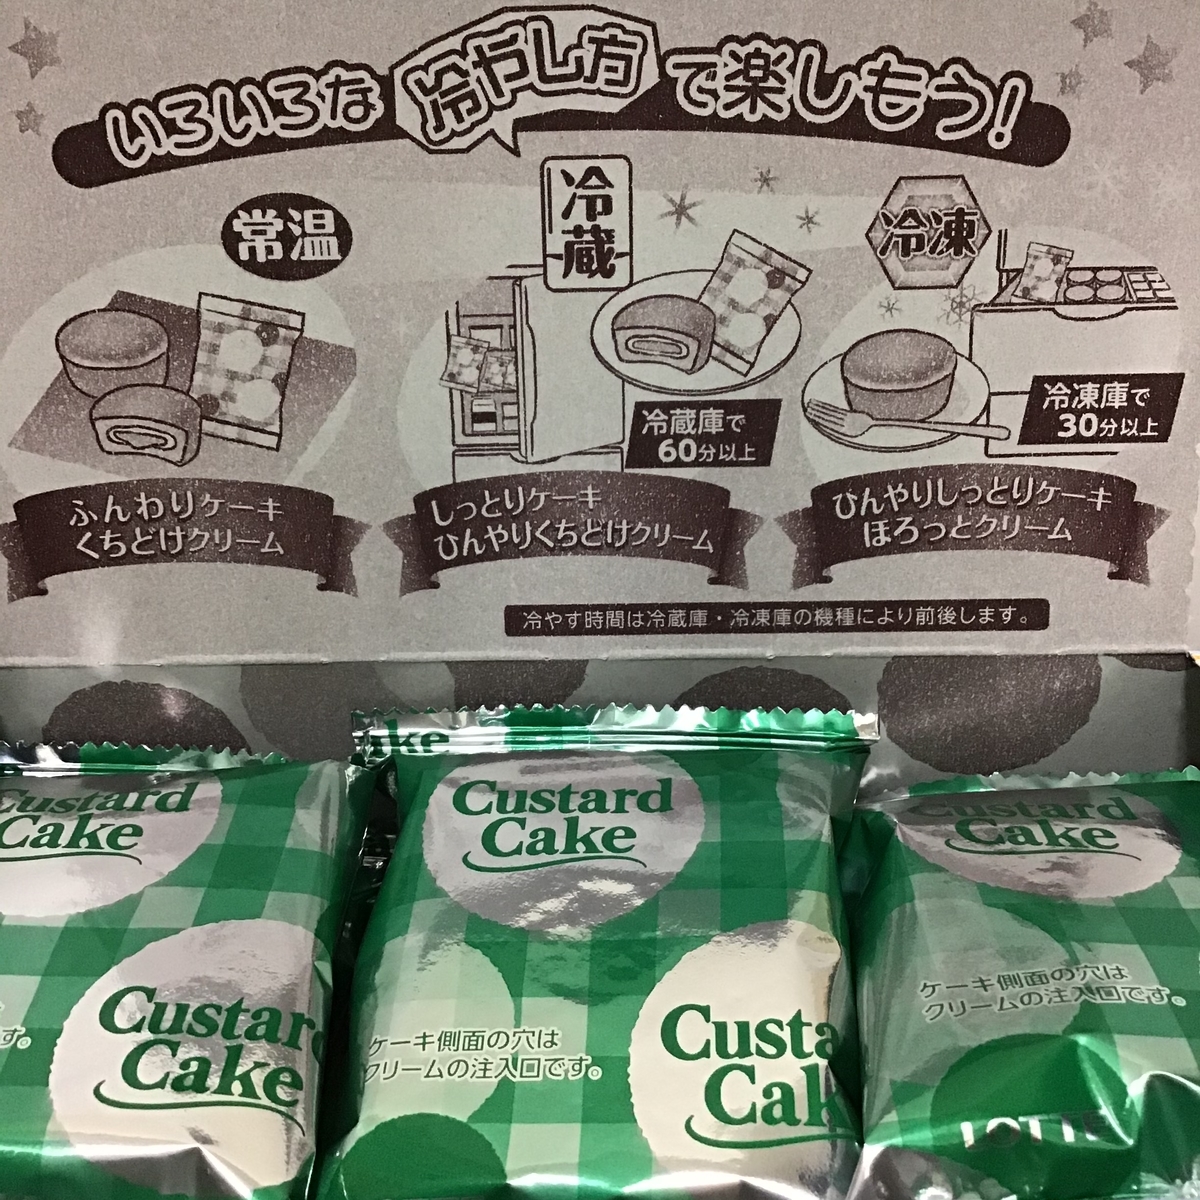 いろいろな冷やし方で楽しもう!
常温
冷蔵
冷凍
冷蔵庫で
60分以上
冷凍庫で
30分以上
ふんわりケーキ
くちどけクリーム
しっとりケーキ
ひんやりくちどけクリーム
ひんやりしっとりケーキ
ほろっとクリーム
冷やす時間は冷蔵庫・冷凍庫の機種により前後します。
ake
Custard
Cake
Custard
Cake
Custard
Cake
Custard
Cake
す。
ケーキ側面の穴は
クリームの注入口です。
Custa
Cak
ケーキ側面の穴は
クリームの注入口です。
LOTTE